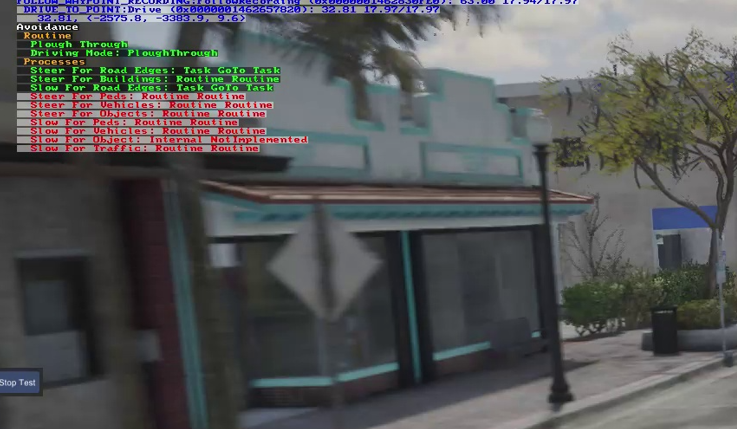 FOLLOW_WAYPOINT_RECORDING:FollowRecording 63.00 17.94/17.97
DRIVE_TO_POINT:Drive (0x0000001462657820): 32.81 17.97/17.97
32.81, (-2575.8, -3383.9, 9.6)
Avoidance
Routine
Plough Through
Driving Mode: PloughThrough
Processes
Steer For Road Edges: Task GoTo Task
Steer For Buildings: Routine Routine
Slow For Road Edges: Task GoTo Task
Steer For Peds: Routine Routine
Steer For Vehicles: Routine Routine
Steer For Objects: Routine Routine
Slow For Peds: Routine Routine
Slow For Vehicles: Routine Routine
Slow For Object: Internal NotImplemented
Slow For Traffic: Routine Routine
Stop Test